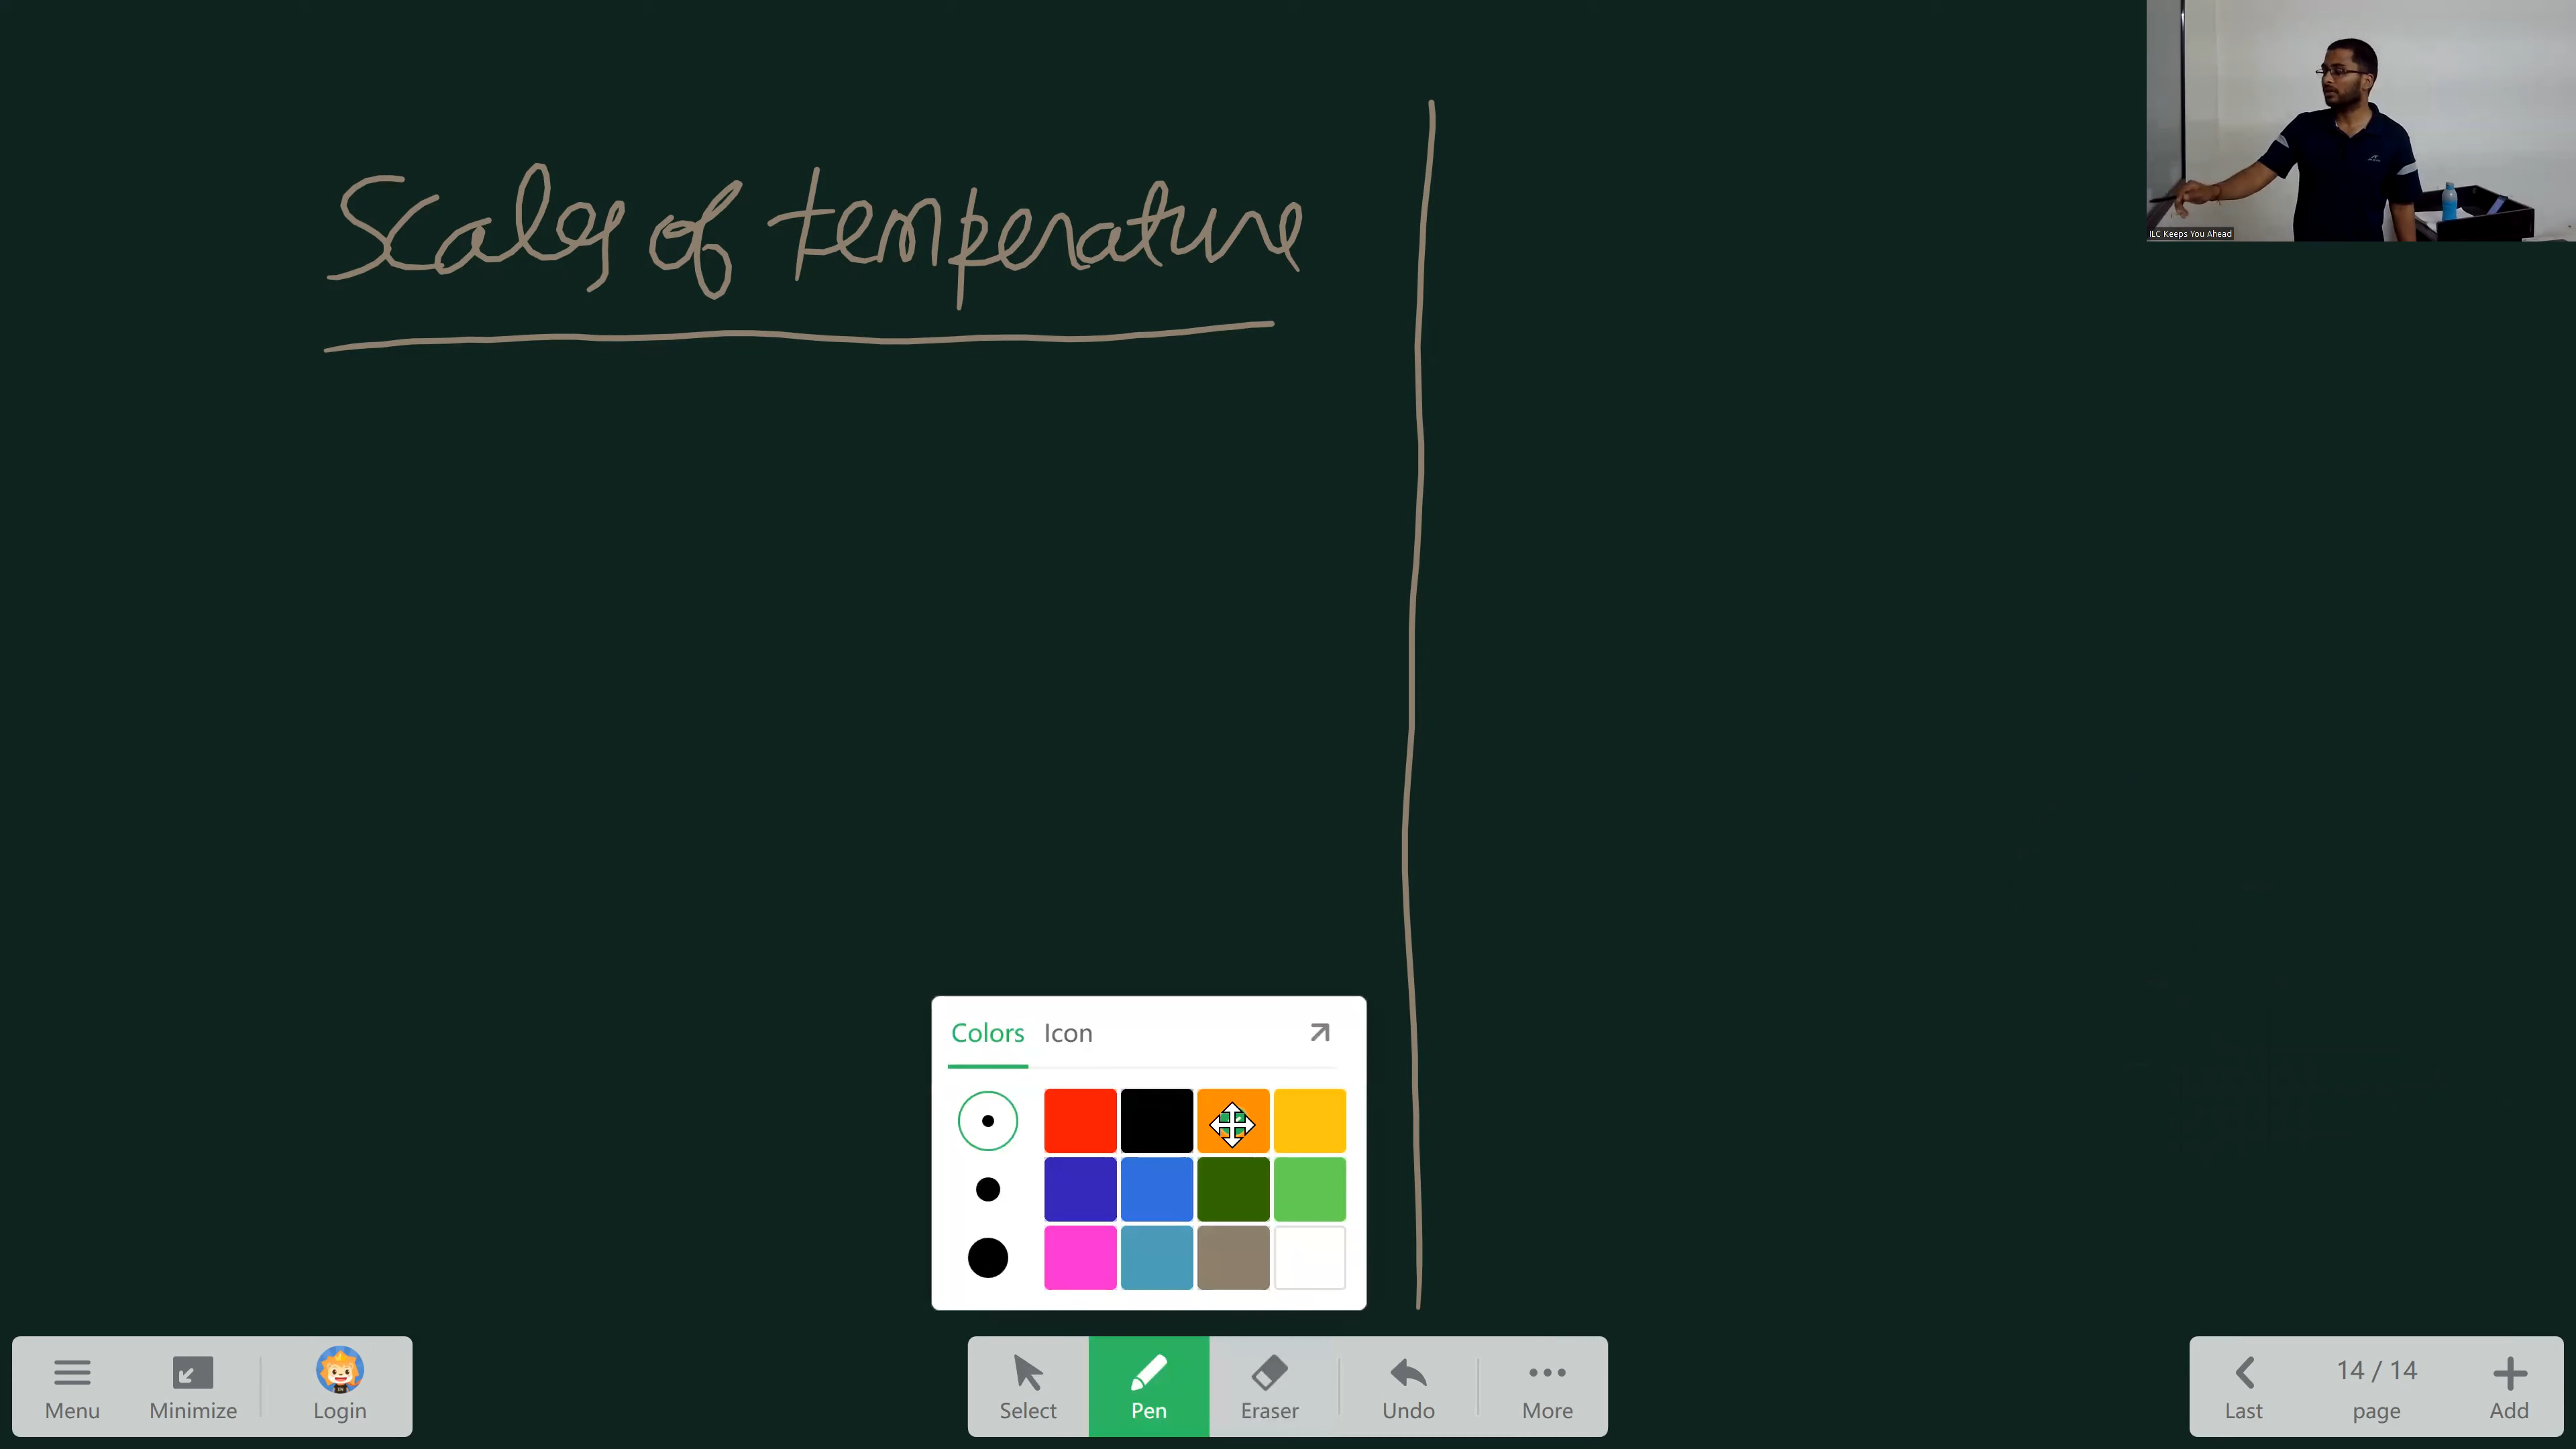 Scales of temperature
ILC Keeps You Ahead
Colors Icon
Menu Minimize Login
Select Pen Eraser Undo More
14 / 14
Last page Add